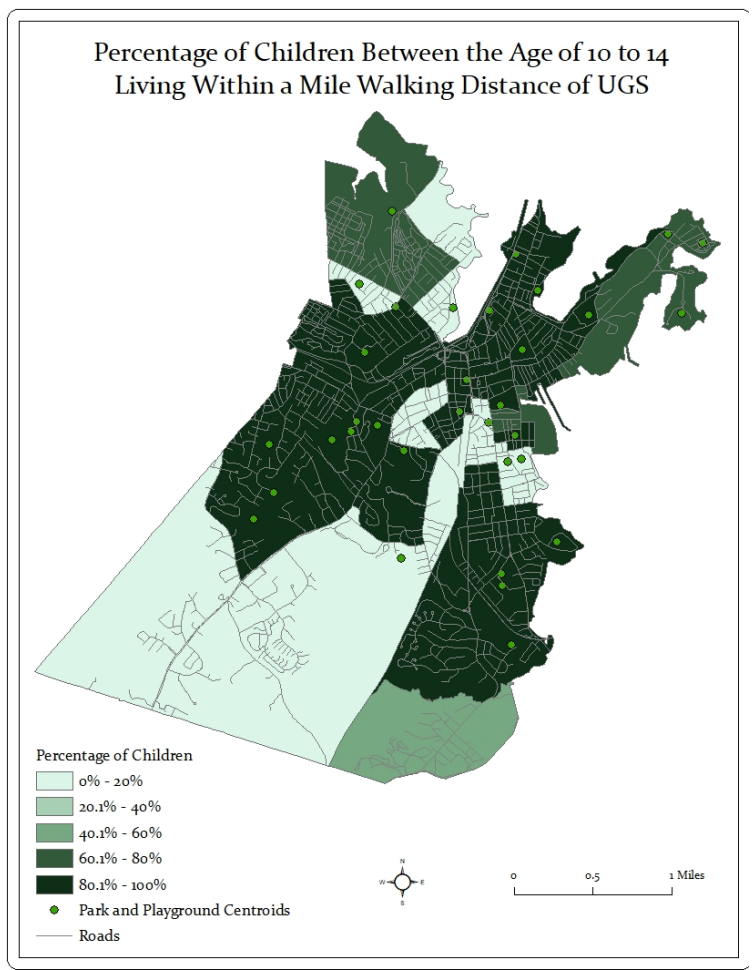 Percentage of Children Between the Age of 10 to 14
Living Within a Mile Walking Distance of UGS
Percentage of Children
0% - 20%
20.1% - 40%
40.1% - 60%
60.1% - 80%
80.1% - 100%
Park and Playground Centroids
Roads
N
W E
S
0 0.5 1 Miles